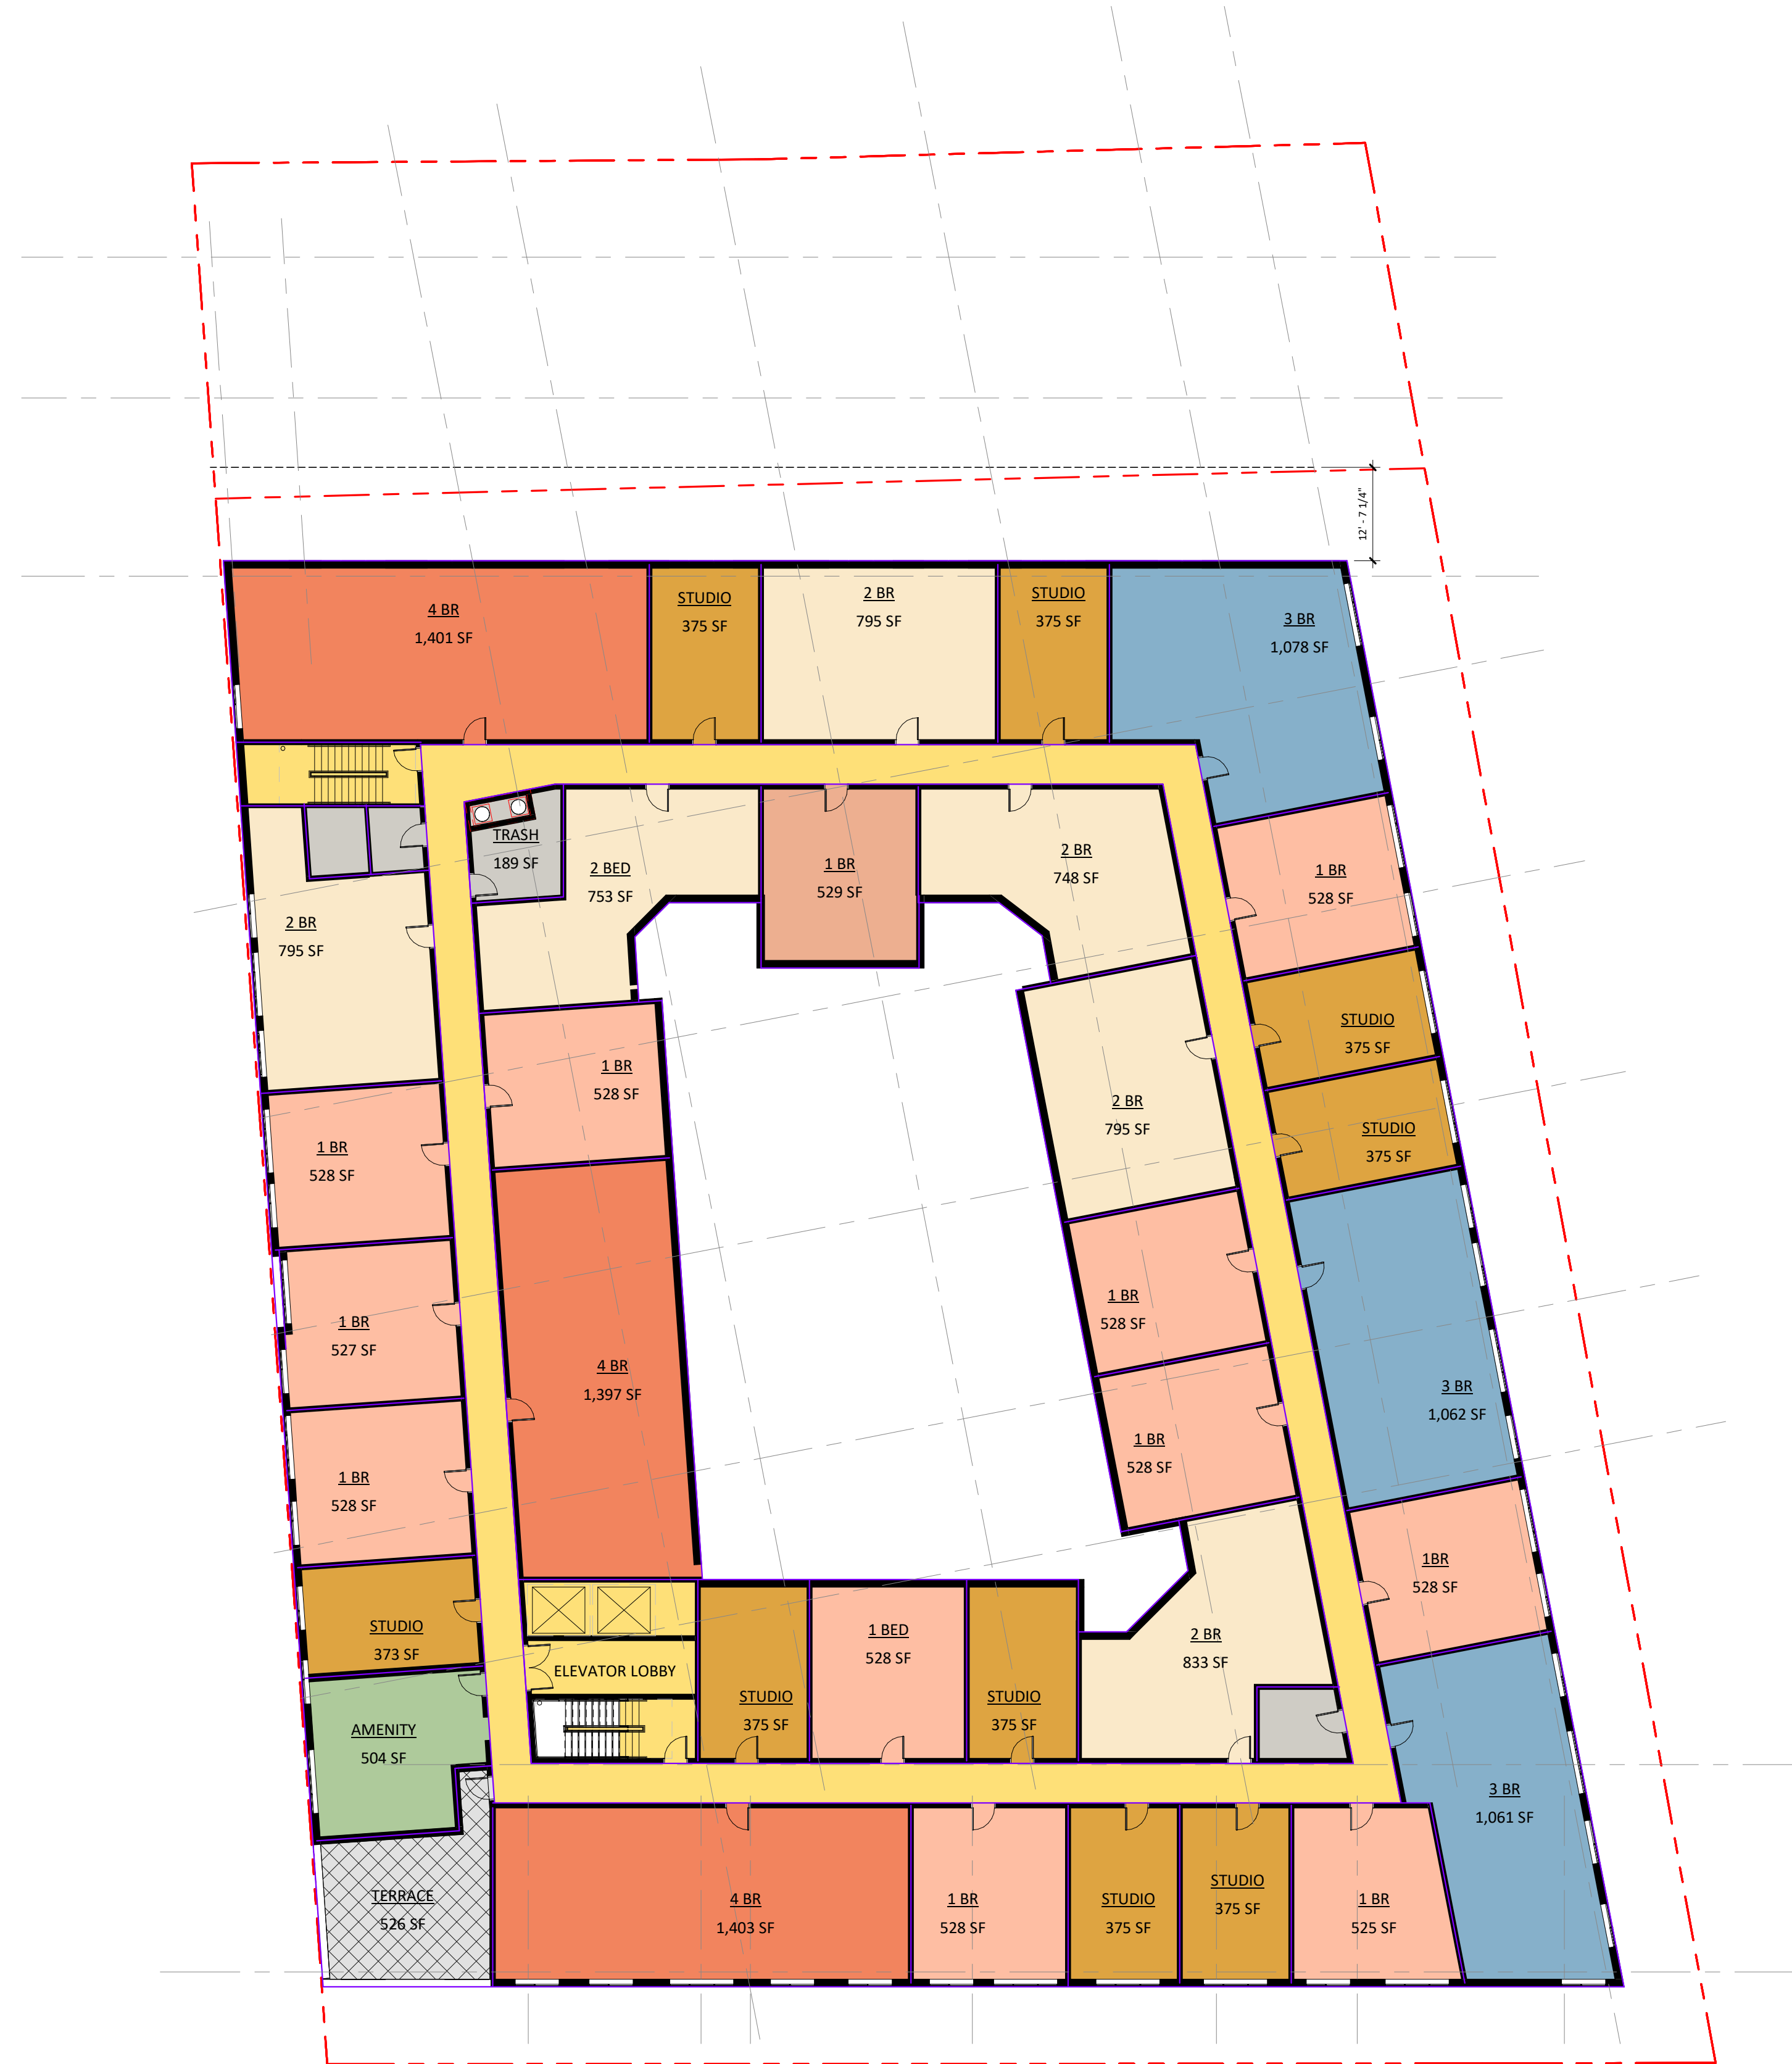 12' - 7 1/4"
4 BR
1,401 SF
STUDIO
375 SF
2 BR
795 SF
STUDIO
375 SF
3 BR
1,078 SF
TRASH
189 SF
2 BED
753 SF
1 BR
529 SF
2 BR
748 SF
1 BR
528 SF
2 BR
795 SF
STUDIO
375 SF
1 BR
528 SF
2 BR
795 SF
STUDIO
375 SF
1 BR
528 SF
1 BR
527 SF
1 BR
528 SF
4 BR
1,397 SF
3 BR
1,062 SF
1 BR
528 SF
1 BR
528 SF
1BR
528 SF
STUDIO
373 SF
1 BED
528 SF
2 BR
833 SF
ELEVATOR LOBBY
STUDIO
375 SF
STUDIO
375 SF
AMENITY
504 SF
3 BR
1,061 SF
TERRACE
526 SF
4 BR
1,403 SF
1 BR
528 SF
STUDIO
375 SF
STUDIO
375 SF
1 BR
525 SF